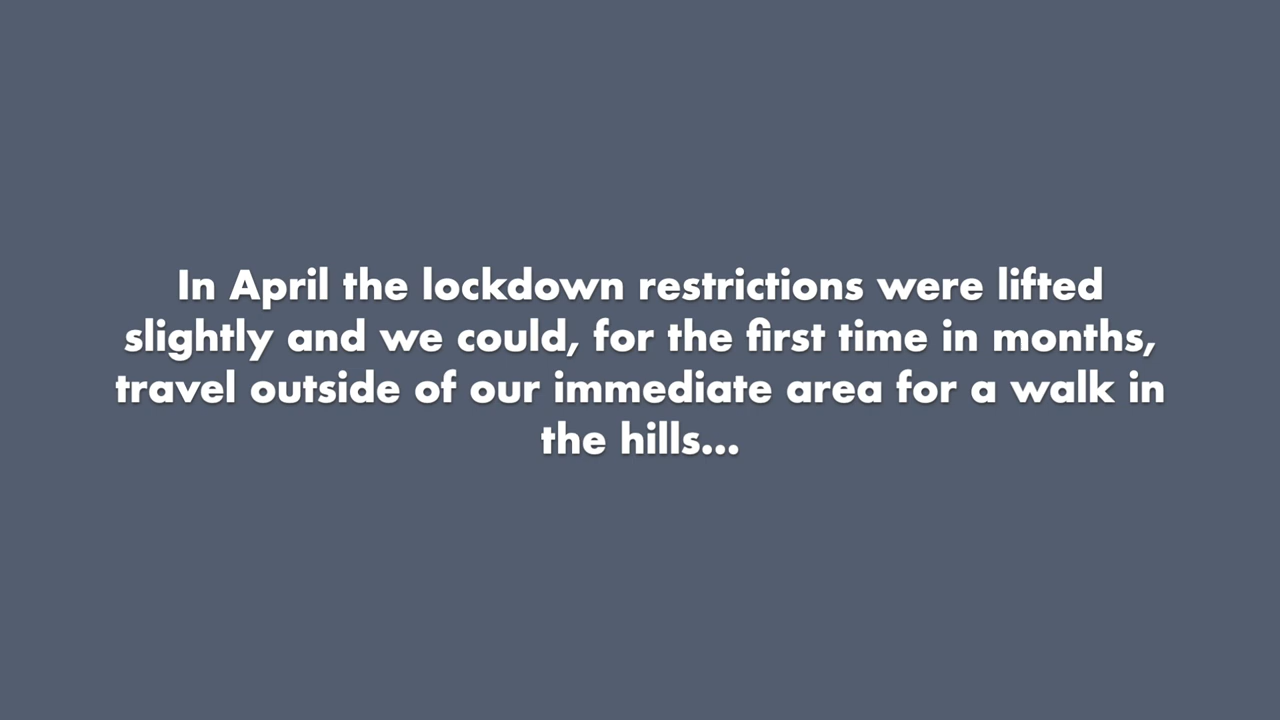 In April the lockdown restrictions were lifted
slightly and we could, for the first time in months,
travel outside of our immediate area for a walk in
the hills...